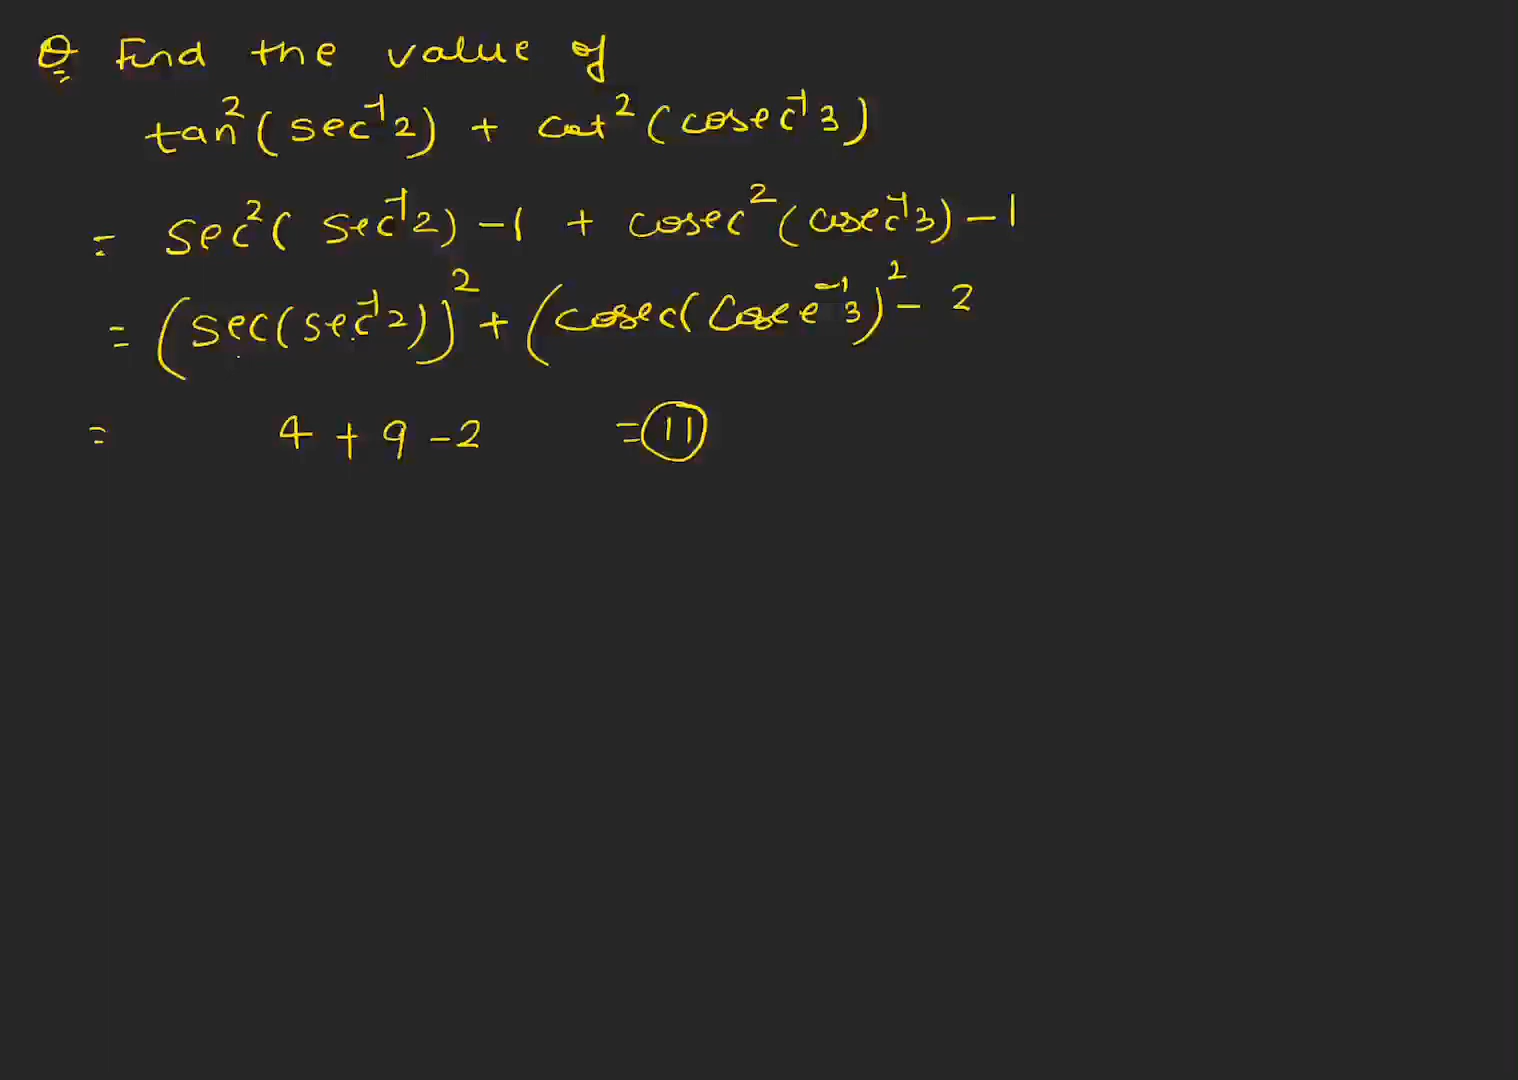 Q Find the value of
tan²(sec⁻¹2) + cot²(cosec⁻¹3)
= sec²(sec⁻¹2) -1 + cosec²(cosec⁻¹3) -1
= (sec(sec⁻¹2))² + (cosec(cosec⁻¹3)² - 2
= 4 + 9 - 2 = 11